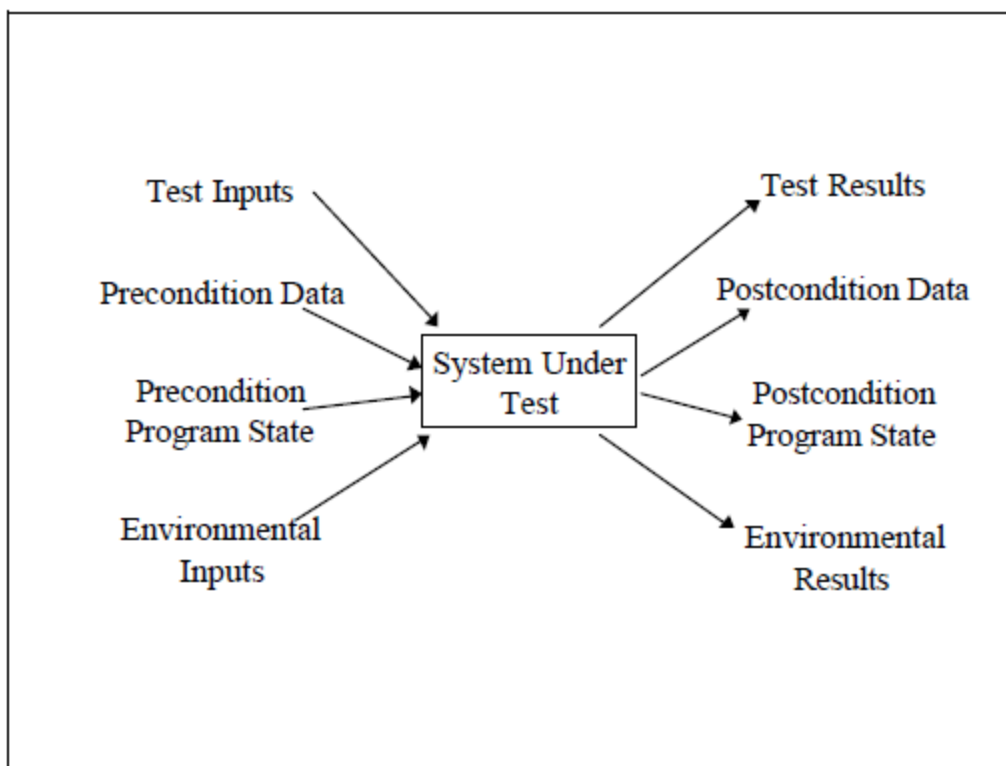 Test Inputs
Precondition Data
Precondition
Program State
Environmental
Inputs
System Under
Test
Test Results
Postcondition Data
Postcondition
Program State
Environmental
Results